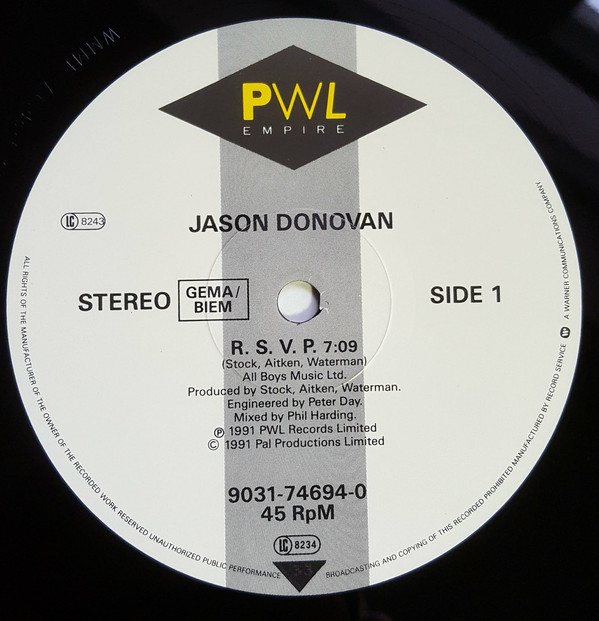 PWL
EMPIRE
LC 8243
JASON DONOVAN
STEREO
GEMA/
BIEM
SIDE 1
R. S. V. P. 7:09
(Stock, Aitken, Waterman)
All Boys Music Ltd.
Produced by Stock, Aitken, Waterman.
Engineered by Peter Day.
Mixed by Phil Harding.
℗ 1991 PWL Records Limited
© 1991 Pal Productions Limited
9031-74694-0
45 RpM
LC 8234
ALL RIGHTS OF THE MANUFACTURER OF THE OWNER OF THE RECORDED WORK RESERVED UNAUTHORIZED PUBLIC PERFORMANCE BROADCASTING AND COPYING OF THIS RECORDED PROHIBITED MANUFACTURED BY RECORD SERVICE A WARNER COMMUNICATIONS COMPANY